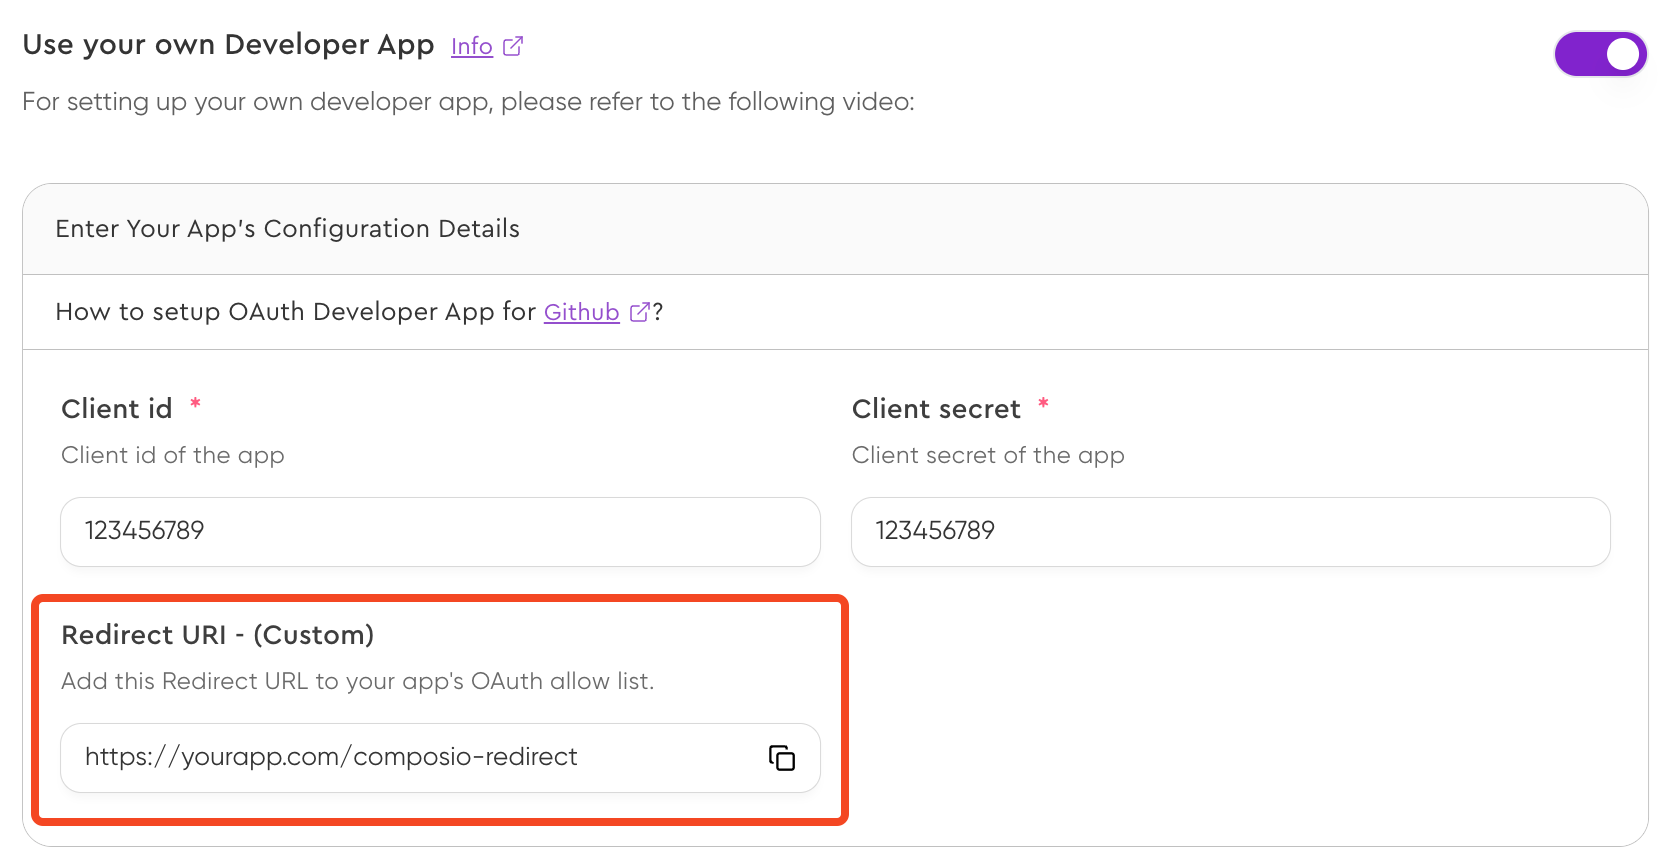 Use your own Developer App Info
For setting up your own developer app, please refer to the following video:
Enter Your App's Configuration Details
How to setup OAuth Developer App for Github ?
Client id *
Client id of the app
123456789
Client secret *
Client secret of the app
123456789
Redirect URI - (Custom)
Add this Redirect URL to your app's OAuth allow list.
https://yourapp.com/composio-redirect